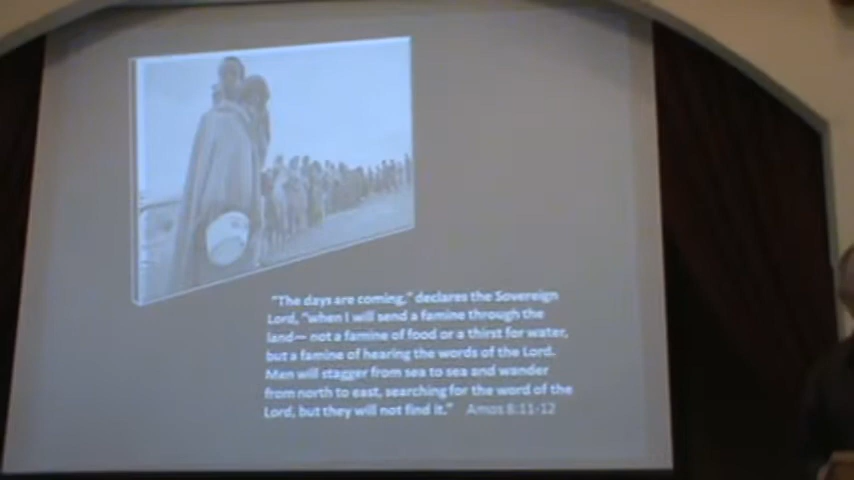 "The days are coming," declares the Sovereign
Lord, "when I will send a famine through the
land— not a famine of food or a thirst for water,
but a famine of hearing the words of the Lord.
Men will stagger from sea to sea and wander
from north to east, searching for the word of the
Lord, but they will not find it." Amos 8:11-12